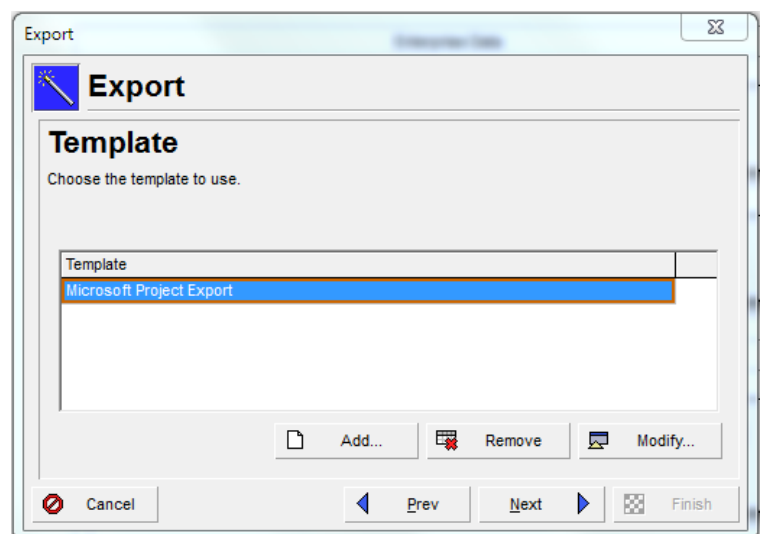 Export
Export
Template
Choose the template to use.
Template
Microsoft Project Export
Add...
Remove
Modify...
Cancel
Prev
Next
Finish